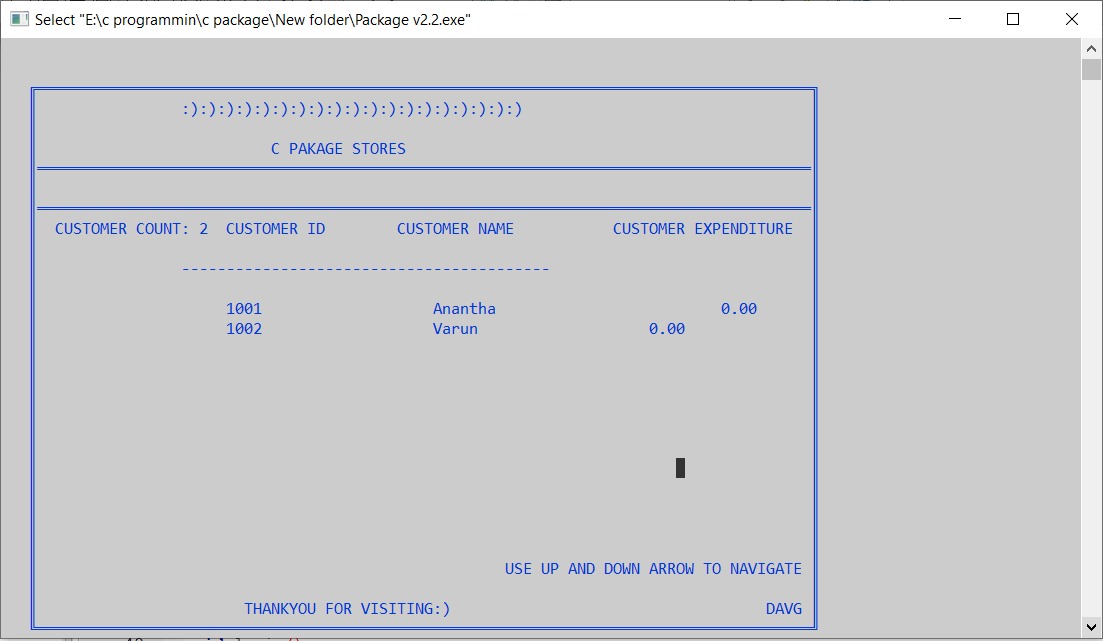 Select "E:\c programmin\c package\New folder\Package v2.2.exe"
:):):):):):):):):):):):):):):):):):):)
C PAKAGE STORES
CUSTOMER COUNT: 2 CUSTOMER ID CUSTOMER NAME CUSTOMER EXPENDITURE
-----------------------------------------
1001 Anantha 0.00
1002 Varun 0.00
USE UP AND DOWN ARROW TO NAVIGATE
THANKYOU FOR VISITING:) DAVG